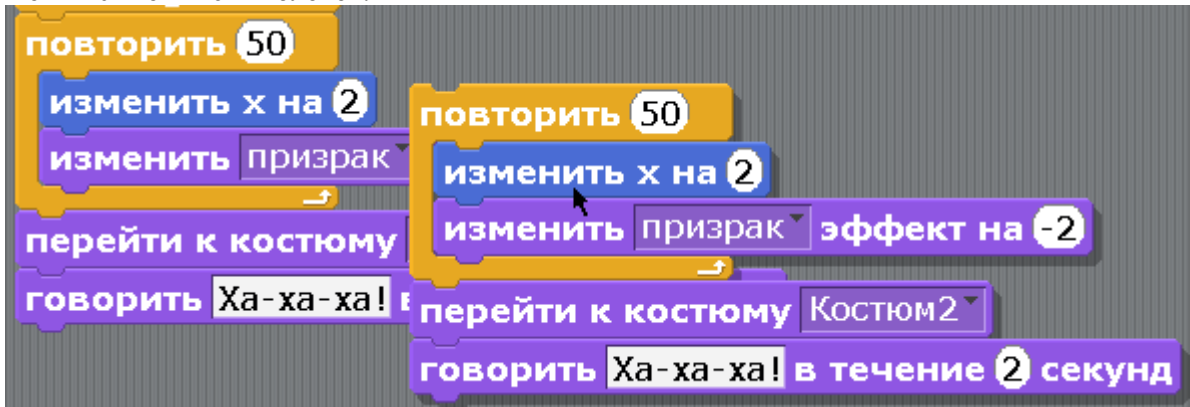 повторить 50
изменить х на 2
изменить призрак
перейти к костюму
говорить Ха-ха-ха!
повторить 50
изменить х на 2
изменить призрак эффект на -2
перейти к костюму Костюм2
говорить Ха-ха-ха! в течение 2 секунд